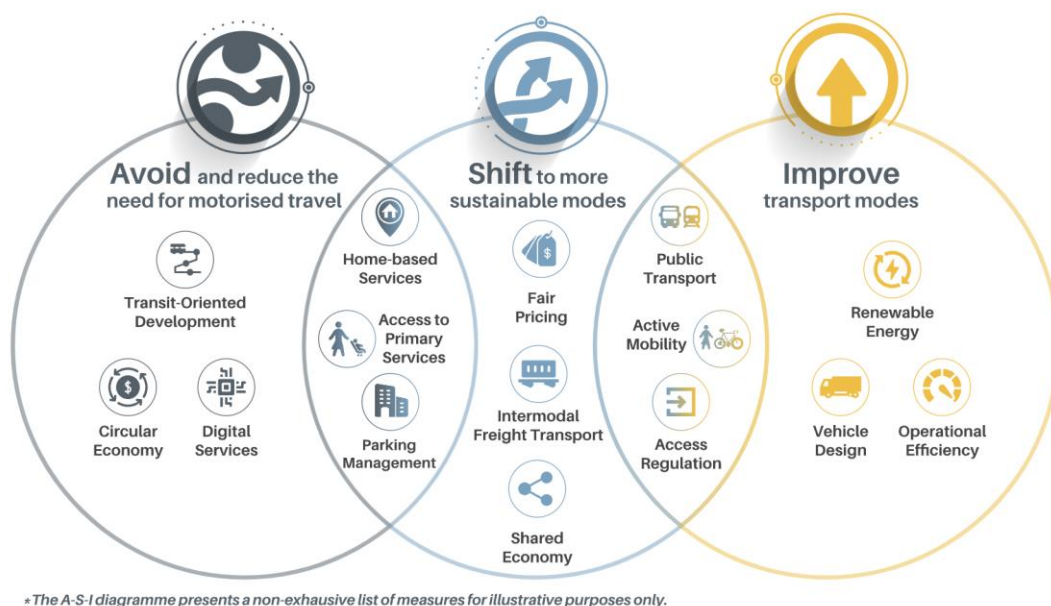 Avoid and reduce the
need for motorised travel
Transit-Oriented
Development
Circular
Economy
Digital
Services
Home-based
Services
Access to
Primary
Services
Parking
Management
Shift to more
sustainable modes
$
Fair
Pricing
Intermodal
Freight Transport
Shared
Economy
Public
Transport
Active
Mobility
Access
Regulation
Improve
transport modes
Renewable
Energy
Vehicle
Design
Operational
Efficiency
$
*The A-S-I diagramme presents a non-exhausive list of measures for illustrative purposes only.